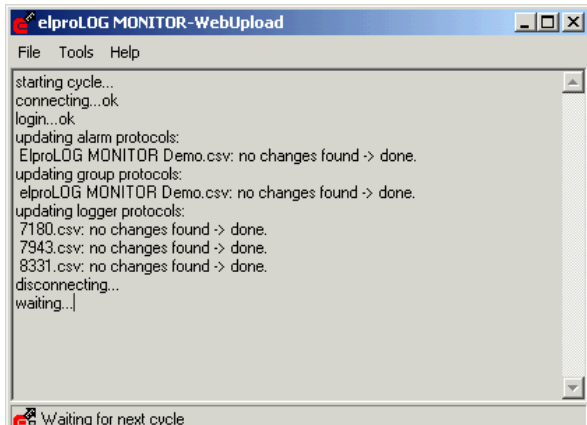 elproLOG MONITOR-WebUpload
File Tools Help
starting cycle...
connecting...ok
login...ok
updating alarm protocols:
ElproLOG MONITOR Demo.csv: no changes found -> done.
updating group protocols:
elproLOG MONITOR Demo.csv: no changes found -> done.
updating logger protocols:
7180.csv: no changes found -> done.
7943.csv: no changes found -> done.
8331.csv: no changes found -> done.
disconnecting...
waiting...
Waiting for next cycle